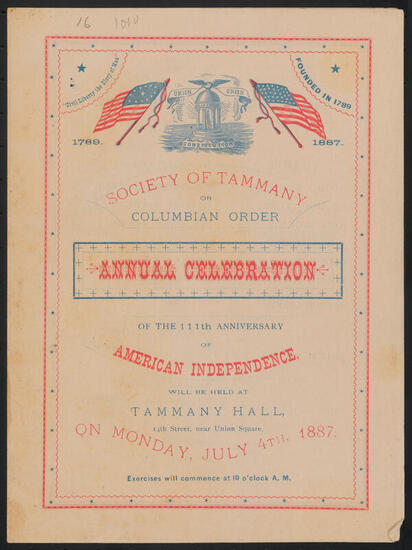 16 1014
"Civil Liberty the Glory of Man"
FOUNDED IN 1789
UNION UNION
CONSTITUTION
1789. 1887.
SOCIETY OF TAMMANY
OR
COLUMBIAN ORDER
ANNUAL CELEBRATION
OF THE 111th ANNIVERSARY
OF
AMERICAN INDEPENDENCE,
WILL BE HELD AT
TAMMANY HALL,
14th Street, near Union Square,
ON MONDAY, JULY 4TH, 1887.
Exercises will commence at 10 o'clock A. M.